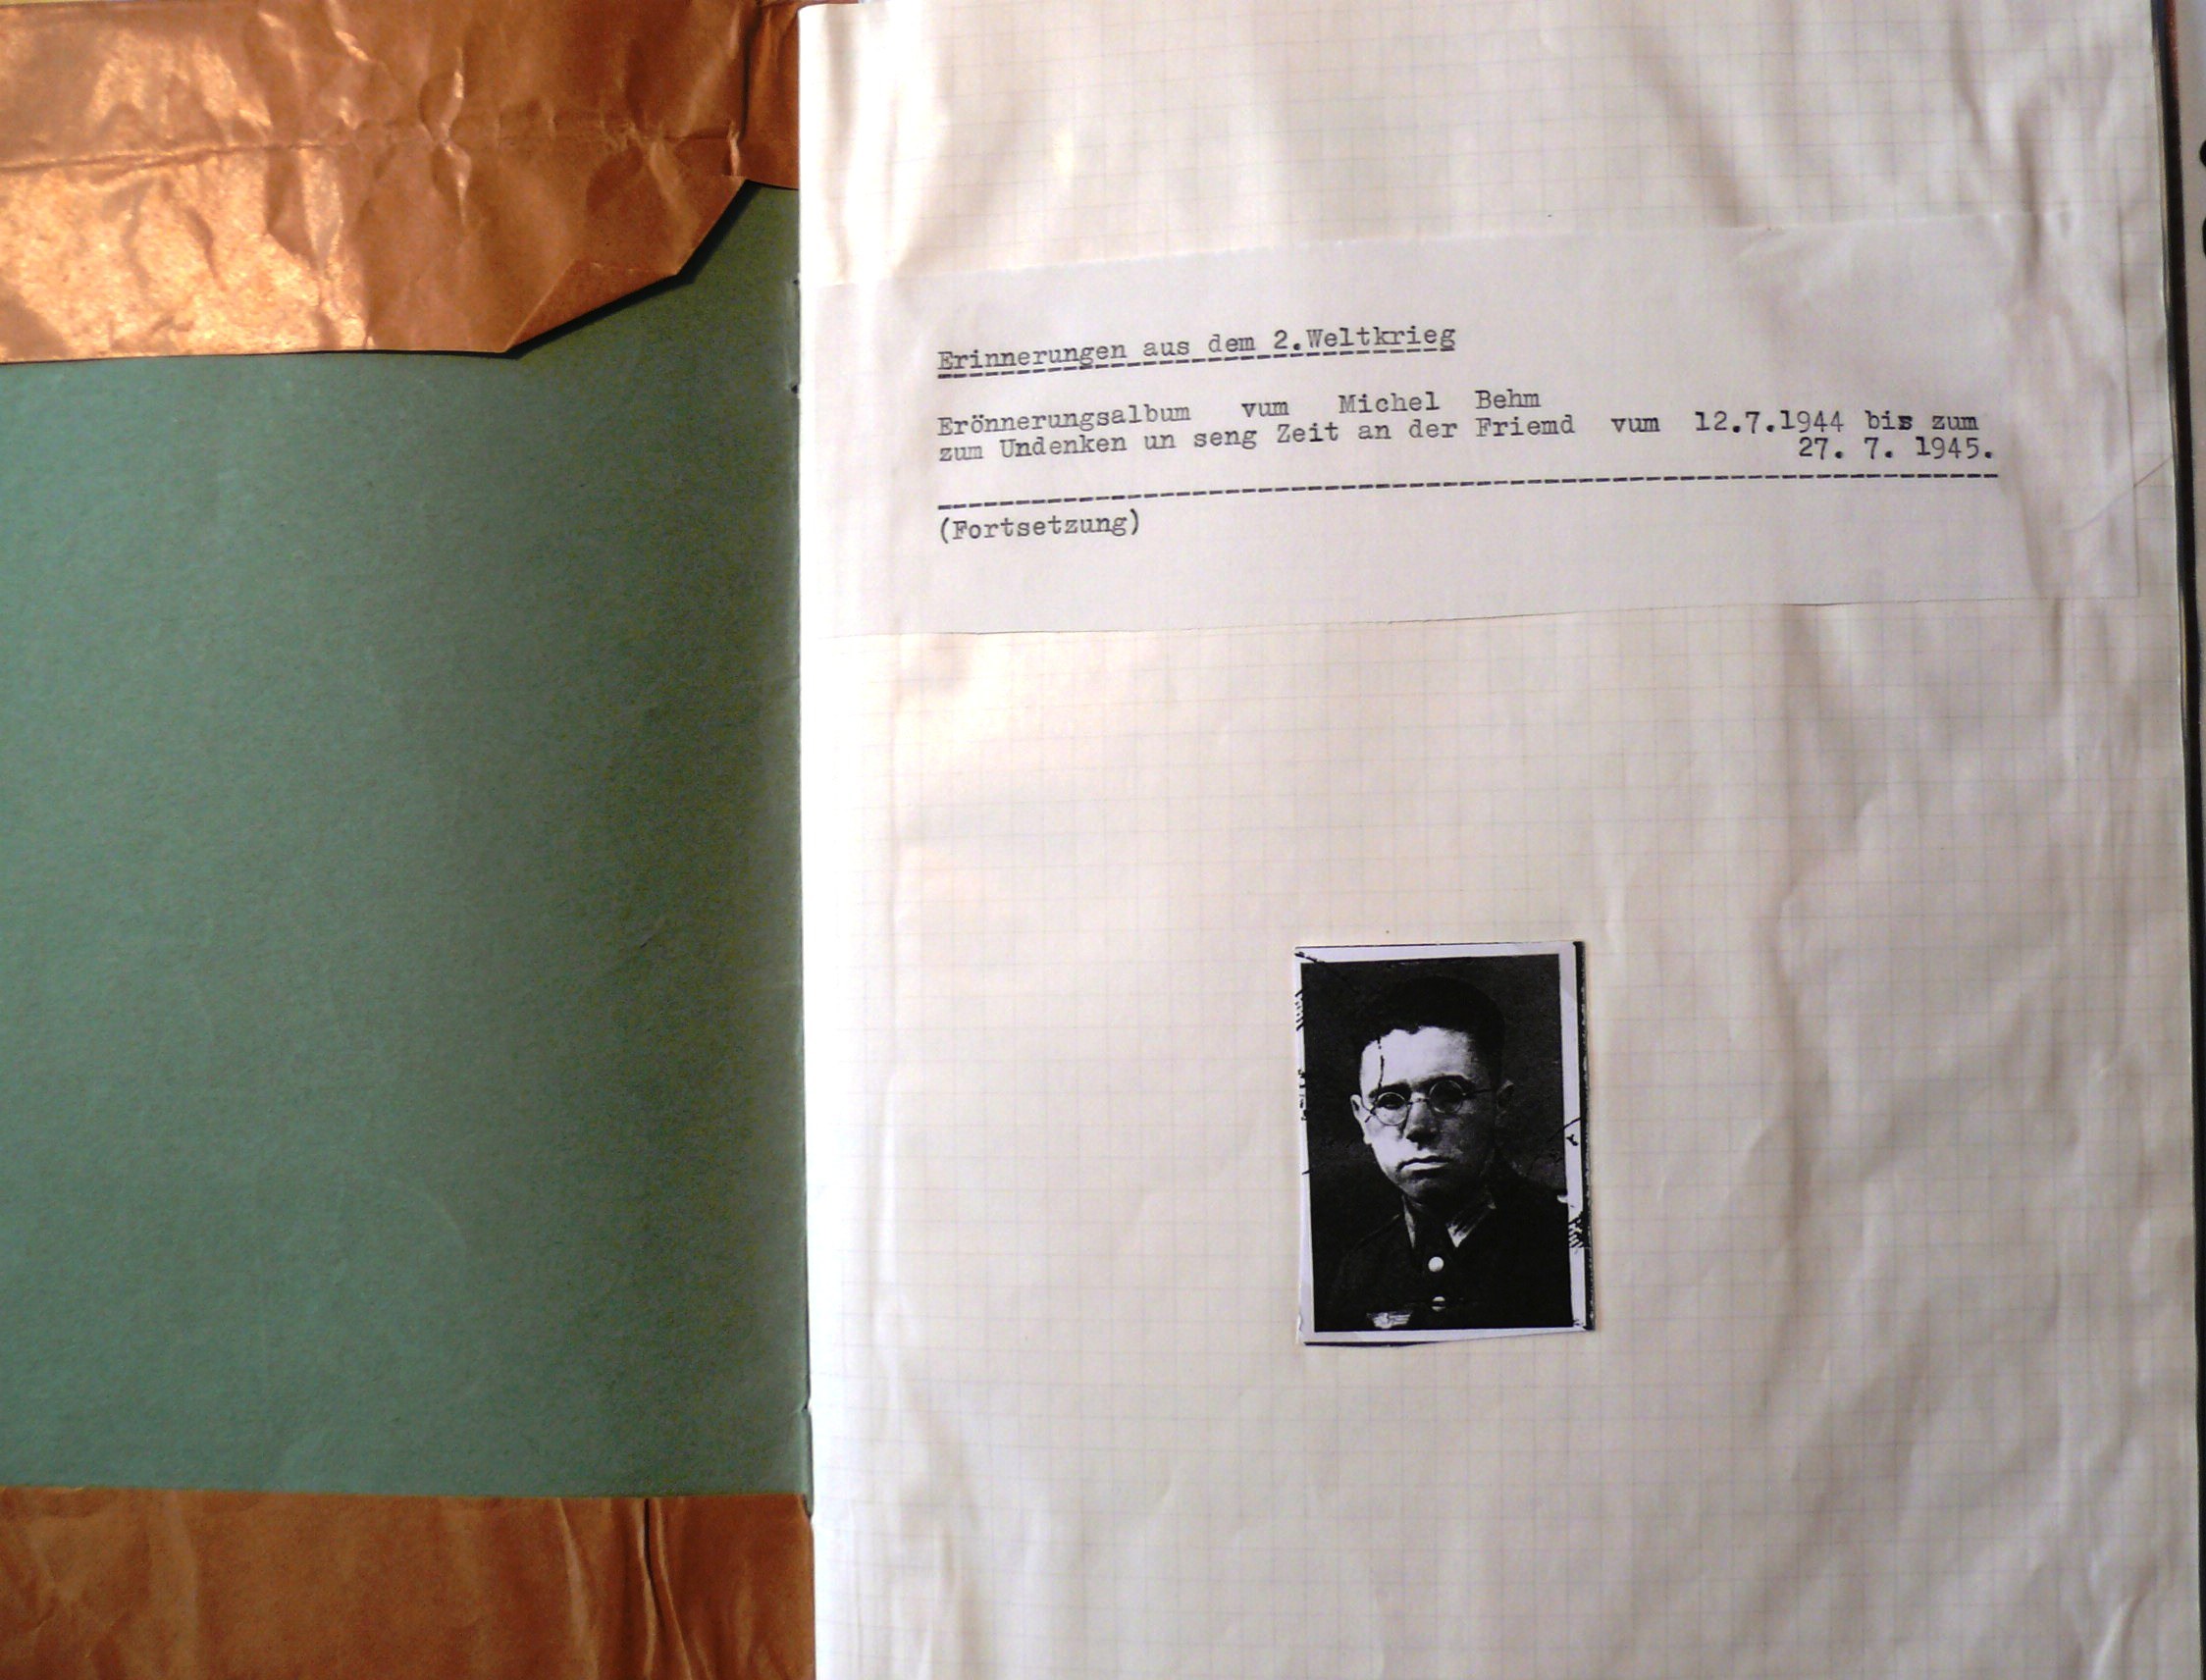 Erinnerungen aus dem 2.Weltkrieg
Erönnerungsalbum vum Michel Behm
zum Undenken un seng Zeit an der Friemd vum 12.7.1944 bis zum
27. 7. 1945.
(Fortsetzung)